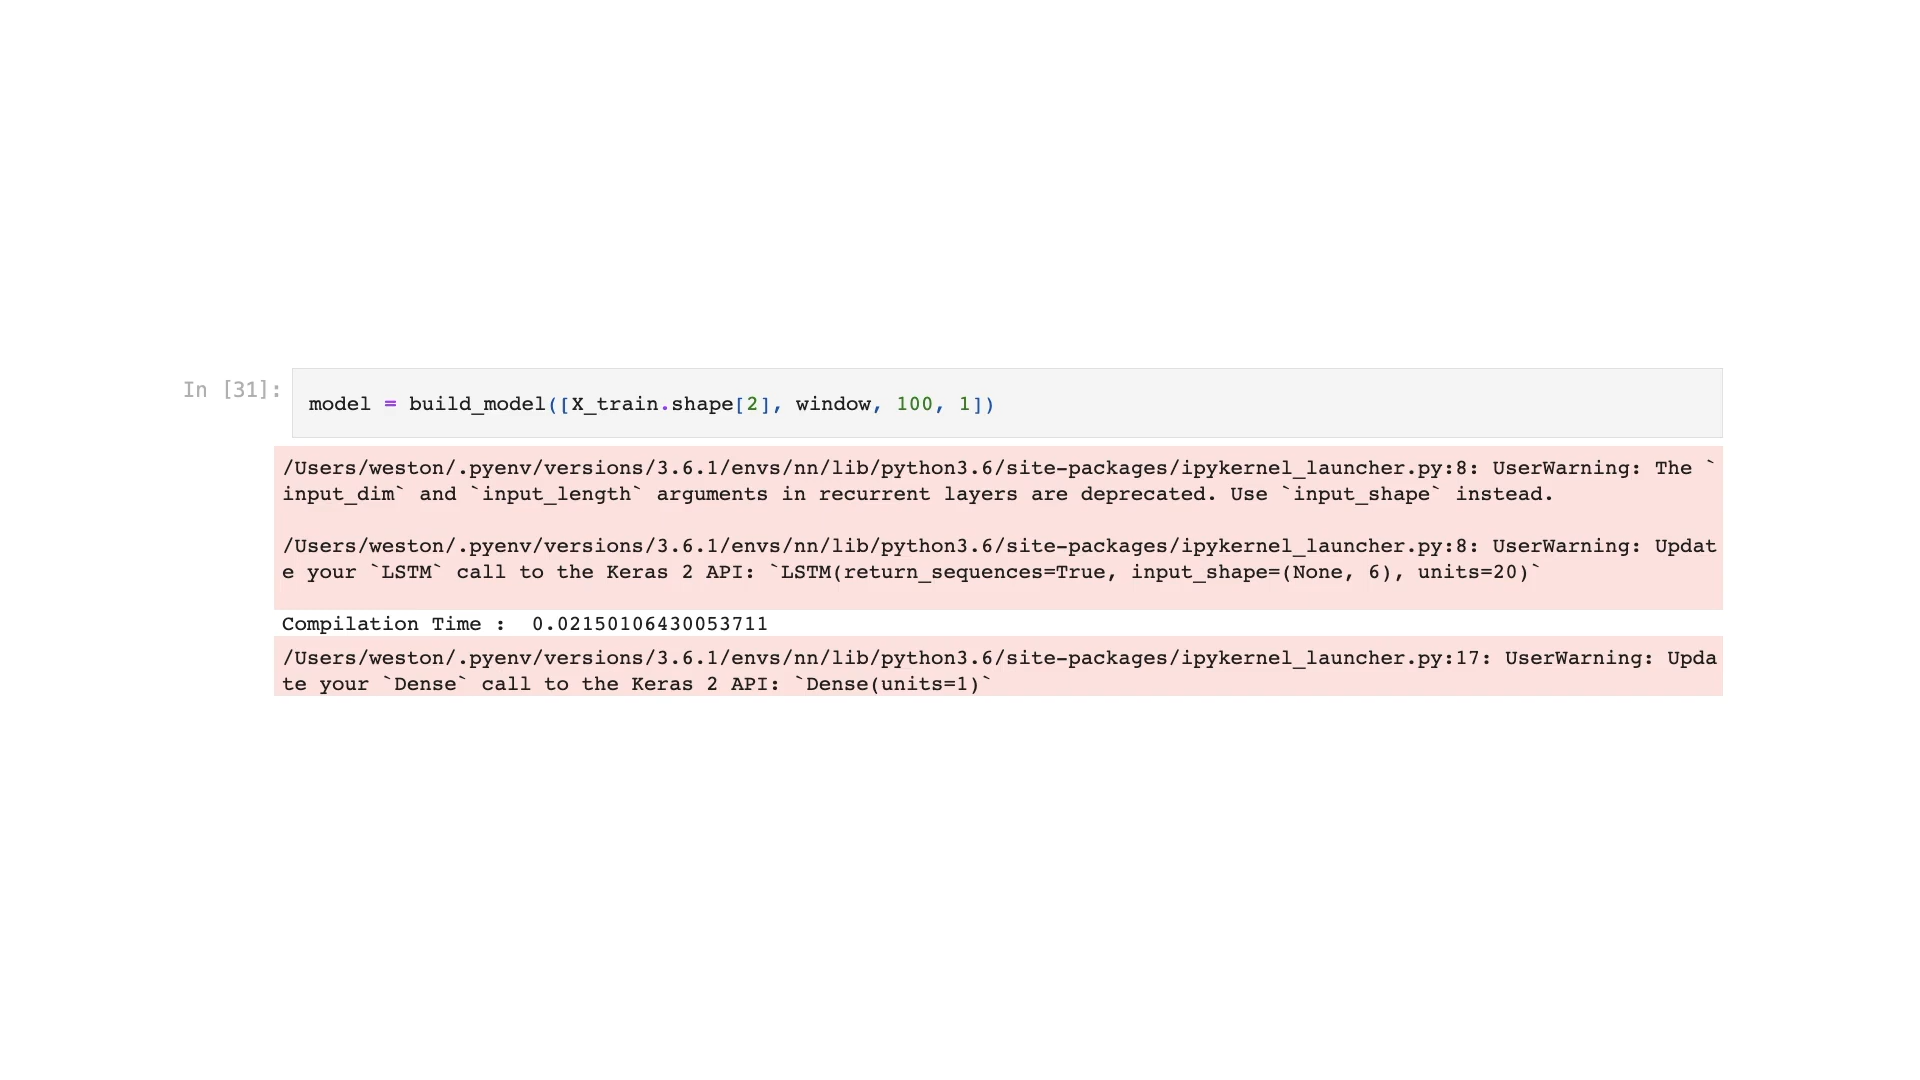 In [31]:
model = build_model([X_train.shape[2], window, 100, 1])
/Users/weston/.pyenv/versions/3.6.1/envs/nn/lib/python3.6/site-packages/ipykernel_launcher.py:8: UserWarning: The `
input_dim` and `input_length` arguments in recurrent layers are deprecated. Use `input_shape` instead.
/Users/weston/.pyenv/versions/3.6.1/envs/nn/lib/python3.6/site-packages/ipykernel_launcher.py:8: UserWarning: Updat
e your `LSTM` call to the Keras 2 API: `LSTM(return_sequences=True, input_shape=(None, 6), units=20)`
Compilation Time :  0.02150106430053711
/Users/weston/.pyenv/versions/3.6.1/envs/nn/lib/python3.6/site-packages/ipykernel_launcher.py:17: UserWarning: Upda
te your `Dense` call to the Keras 2 API: `Dense(units=1)`